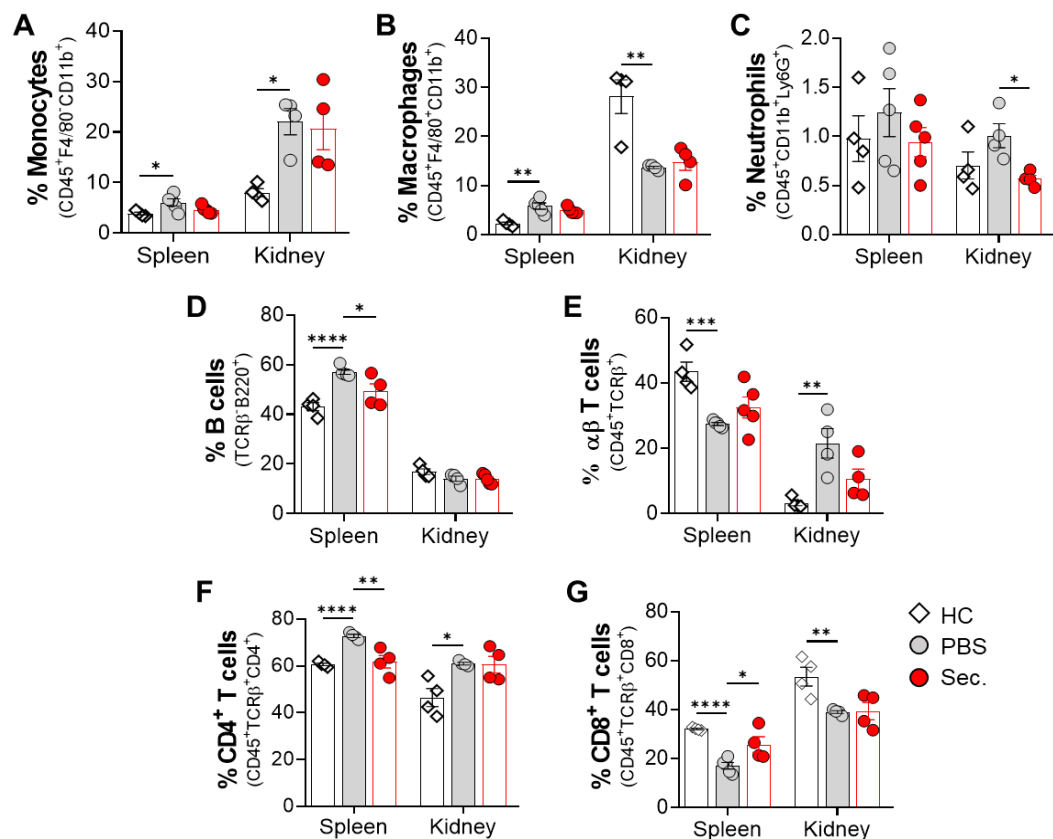 A
% Monocytes
(CD45⁺F4/80⁻CD11b⁺)
40
30
20
10
0
*
*
Spleen
Kidney
B
% Macrophages
(CD45⁺F4/80⁺CD11b⁺)
40
30
20
10
0
**
**
Spleen
Kidney
C
% Neutrophils
(CD45⁺CD11b⁺Ly6G⁺)
2.0
1.5
1.0
0.5
0.0
*
Spleen
Kidney
D
% B cells
(TCRβ⁻B220⁺)
80
60
40
20
0
****
*
Spleen
Kidney
E
% αβ T cells
(CD45⁺TCRβ⁺)
60
40
20
0
***
**
Spleen
Kidney
F
% CD4⁺ T cells
(CD45⁺TCRβ⁺CD4⁺)
80
60
40
20
0
****
**
*
Spleen
Kidney
G
% CD8⁺ T cells
(CD45⁺TCRβ⁺CD8⁺)
80
60
40
20
0
****
*
**
Spleen
Kidney
HC
PBS
Sec.